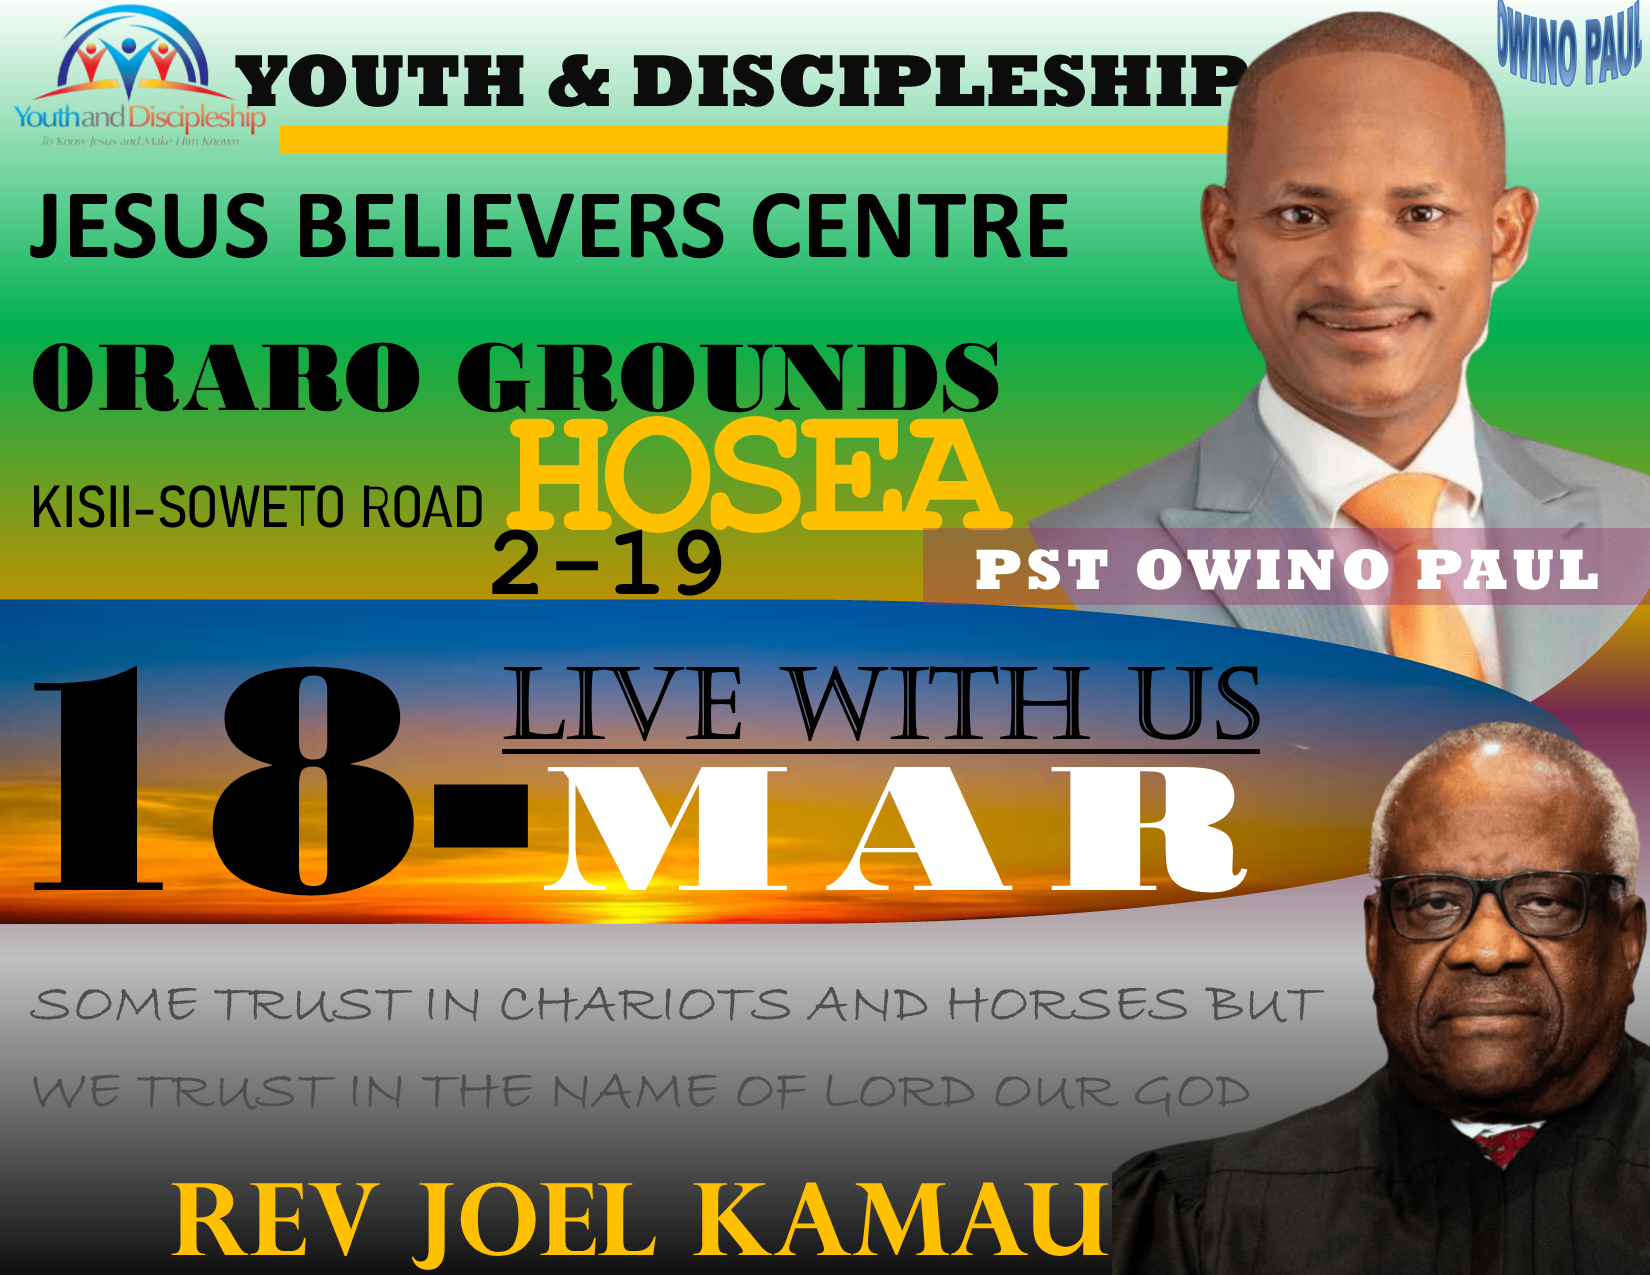 OWINO PAUL
YOUTH & DISCIPLESHIP
Youth and Discipleship
To Know Jesus and Make Him Known
JESUS BELIEVERS CENTRE
ORARO GROUNDS
HOSEA
KISII-SOWETO ROAD
2-19
PST OWINO PAUL
LIVE WITH US
18-MAR
SOME TRUST IN CHARIOTS AND HORSES BUT
WE TRUST IN THE NAME OF LORD OUR GOD
REV JOEL KAMAU